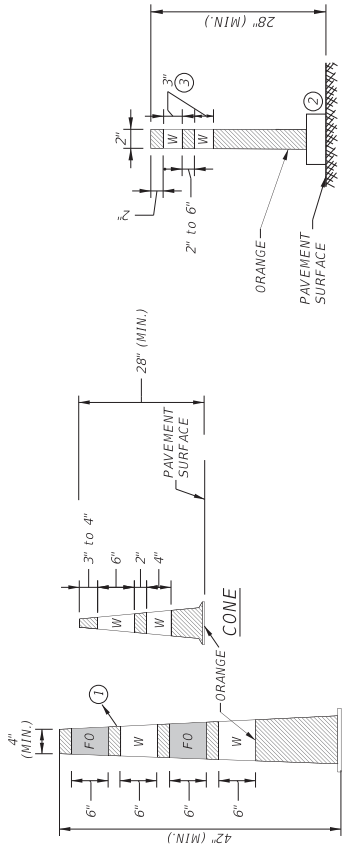 28" (MIN.)
3"
3
2"
W
W
2"
2" to 6"
2
ORANGE
PAVEMENT
SURFACE
28" (MIN.)
PAVEMENT
SURFACE
3" to 4"
6"
2"
4"
W
W
CONE
ORANGE
4"
(MIN.)
1
FO
W
FO
W
6"
6"
6"
6"
42" (MIN.)